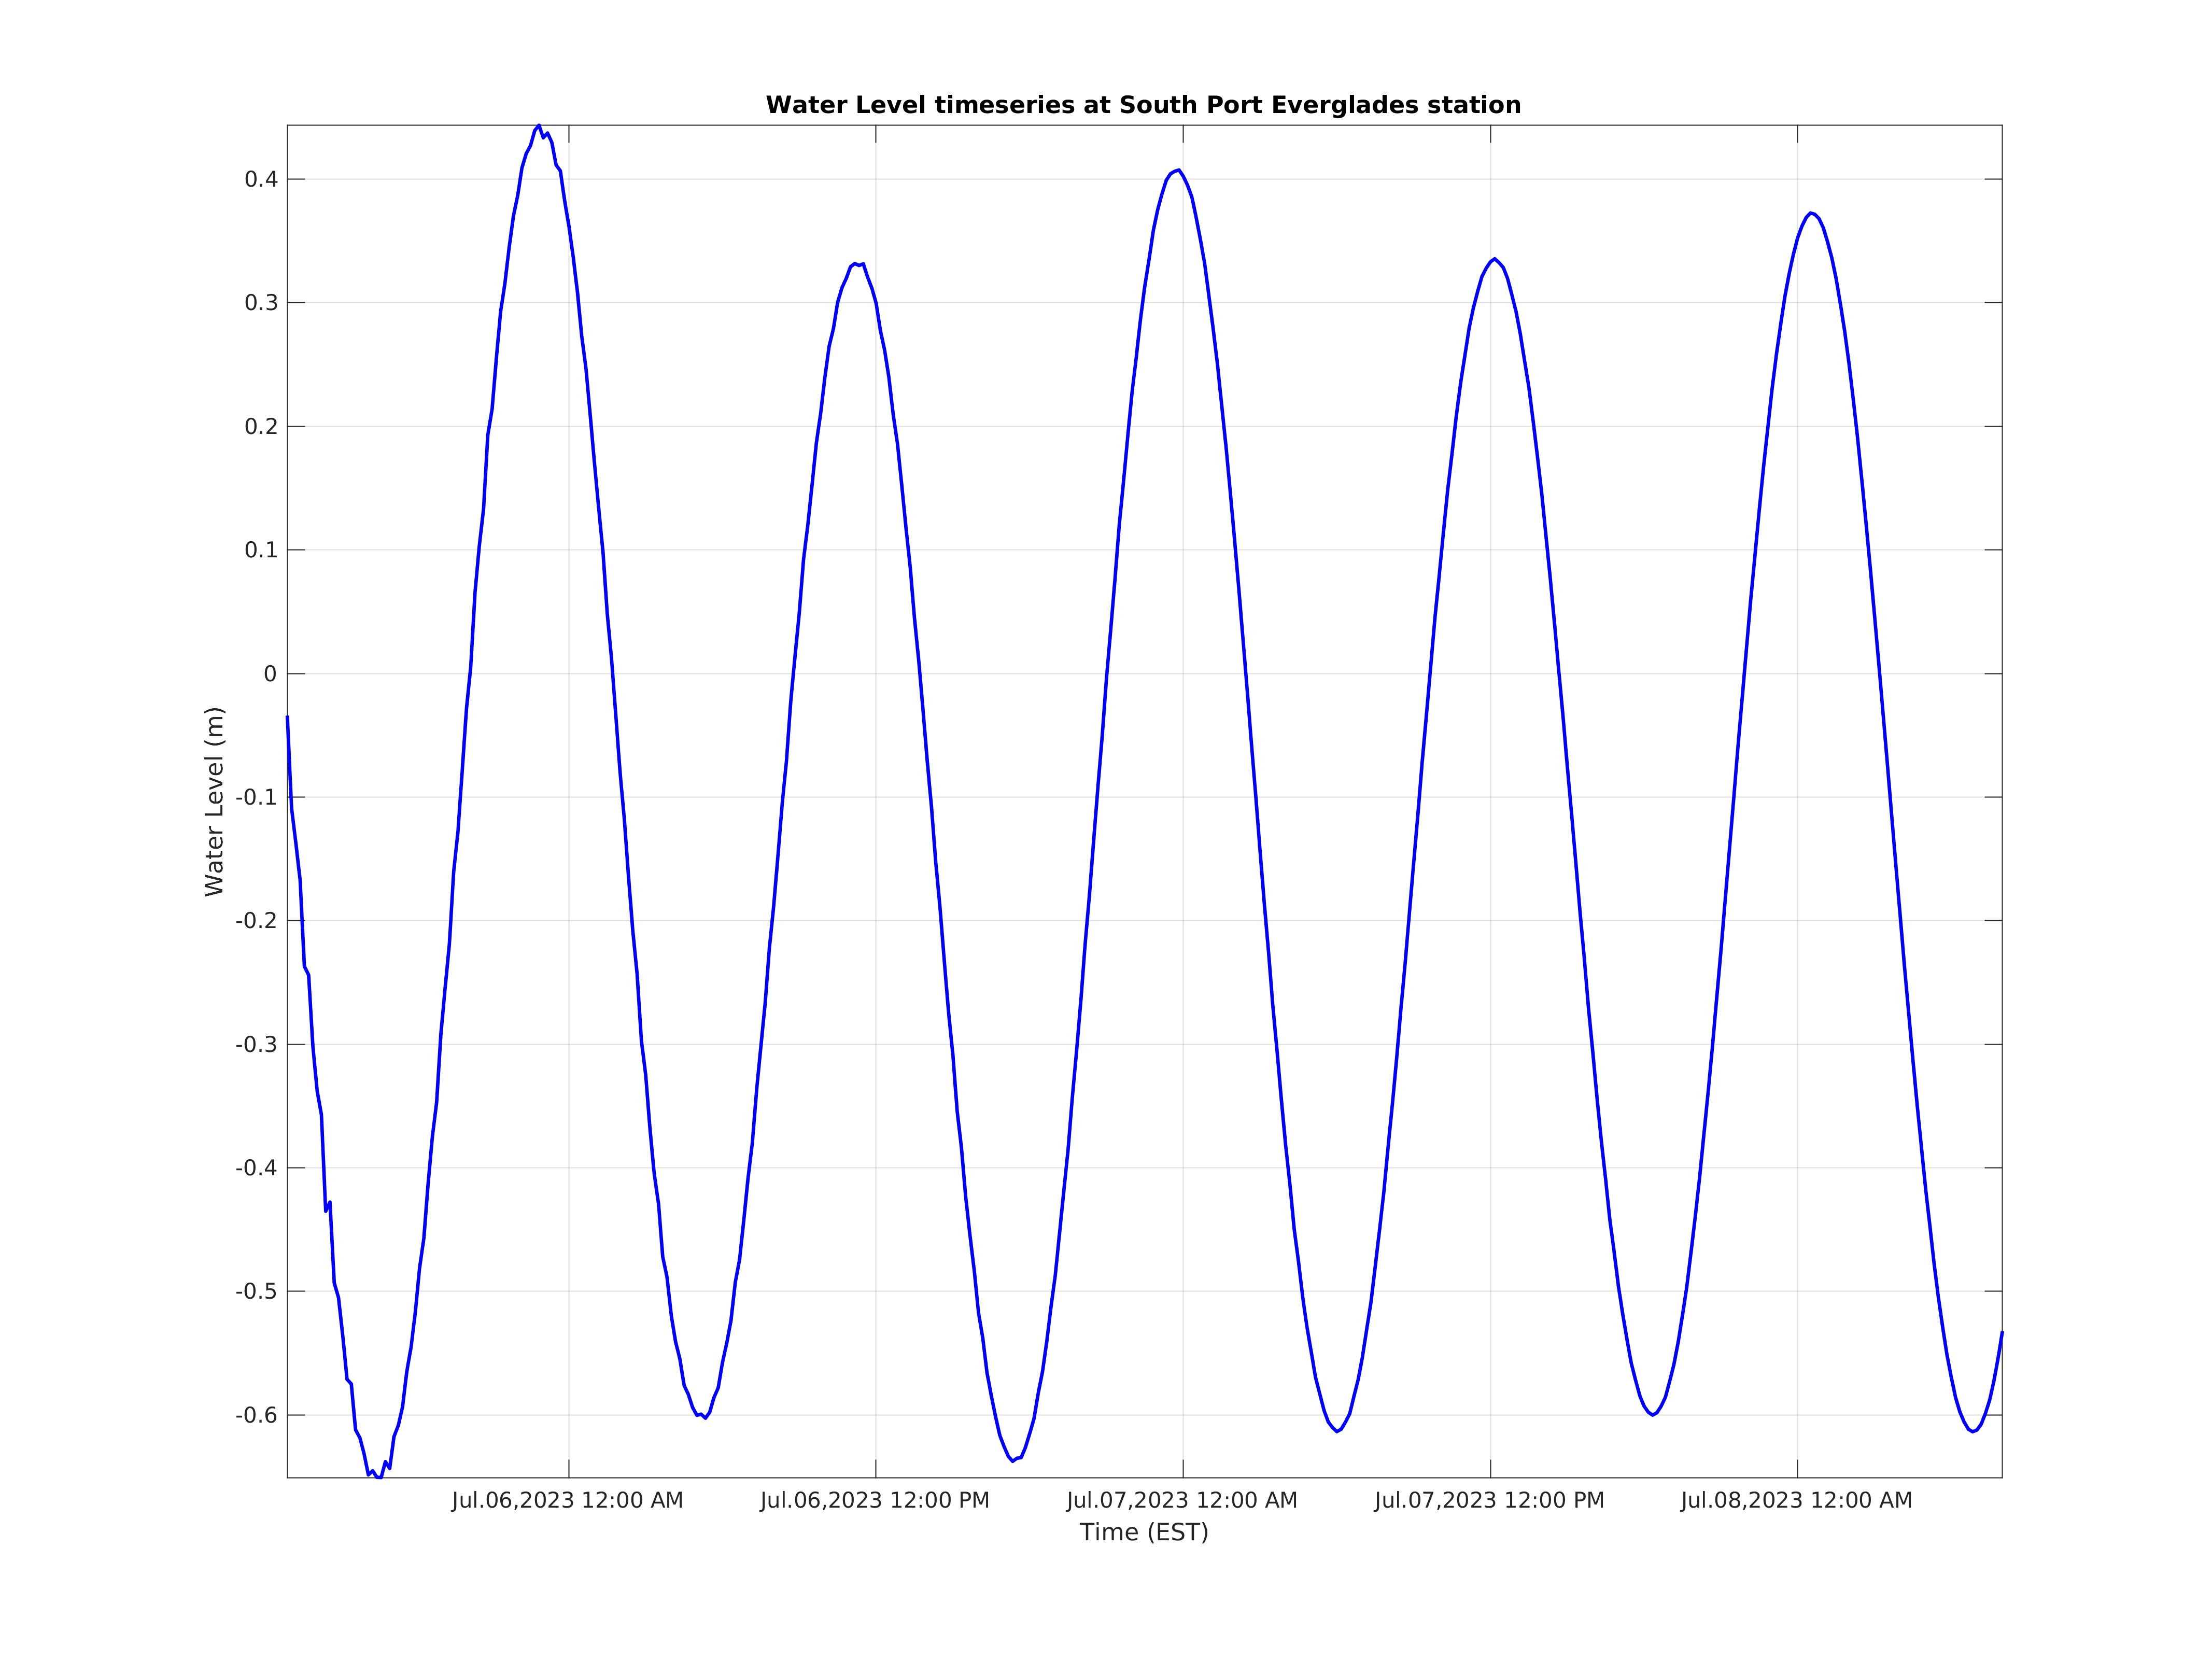 Water Level timeseries at South Port Everglades station
0.4
0.3
0.2
0.1
0
-0.1
-0.2
-0.3
-0.4
-0.5
-0.6
Water Level (m)
Jul.06,2023 12:00 AM
Jul.06,2023 12:00 PM
Jul.07,2023 12:00 AM
Jul.07,2023 12:00 PM
Jul.08,2023 12:00 AM
Time (EST)